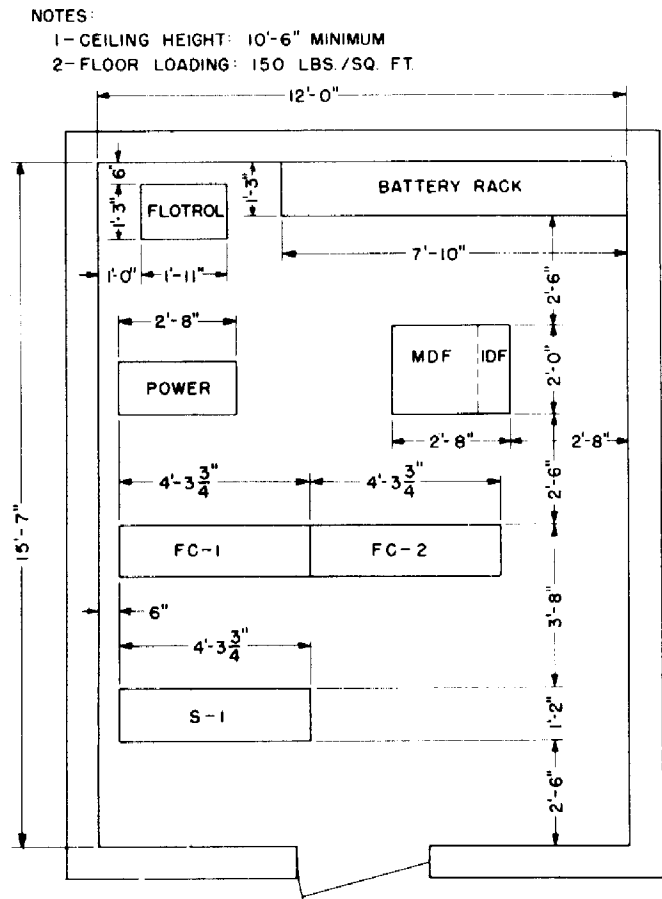 NOTES:
1-CEILING HEIGHT: 10'-6" MINIMUM
2-FLOOR LOADING: 150 LBS./SQ. FT.
12'-0"
6"
1'-3"
FLOTROL
1'-3"
BATTERY RACK
1'-0"
1'-11"
7'-10"
2'-6"
2'-8"
POWER
MDF
IDF
2'-0"
2'-8"
2'-8"
4'-3 3/4"
4'-3 3/4"
2'-6"
15'-7"
FC-1
FC-2
6"
3'-8"
4'-3 3/4"
S-1
1'-2"
2'-6"